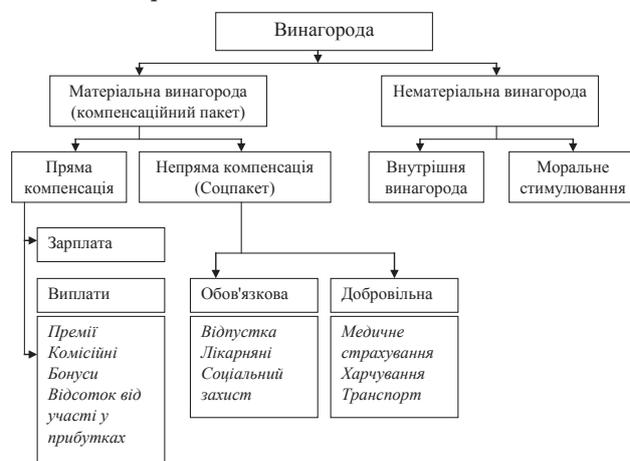 Винагорода
Матеріальна винагорода
(компенсаційний пакет)
Нематеріальна винагорода
Пряма
компенсація
Непряма компенсація
(Соцпакет)
Внутрішня
винагорода
Моральне
стимулювання
Зарплата
Виплати
Премії
Комісійні
Бонуси
Відсоток від
участі у
прибутках
Обов'язкова
Відпустка
Лікарняні
Соціальний
захист
Добровільна
Медичне
страхування
Харчування
Транспорт